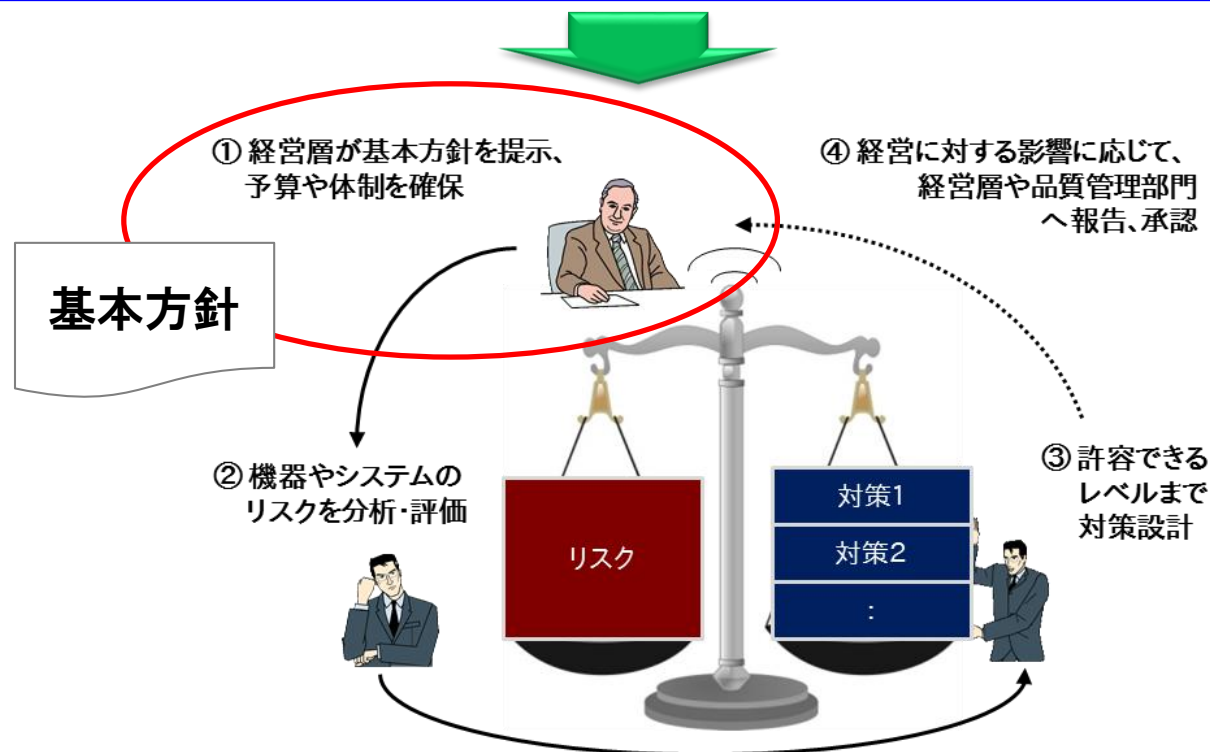 ① 経営層が基本方針を提示、
予算や体制を確保
④ 経営に対する影響に応じて、
経営層や品質管理部門
へ報告、承認
基本方針
② 機器やシステムの
リスクを分析・評価
③ 許容できる
レベルまで
対策設計
リスク
対策1
対策2
：